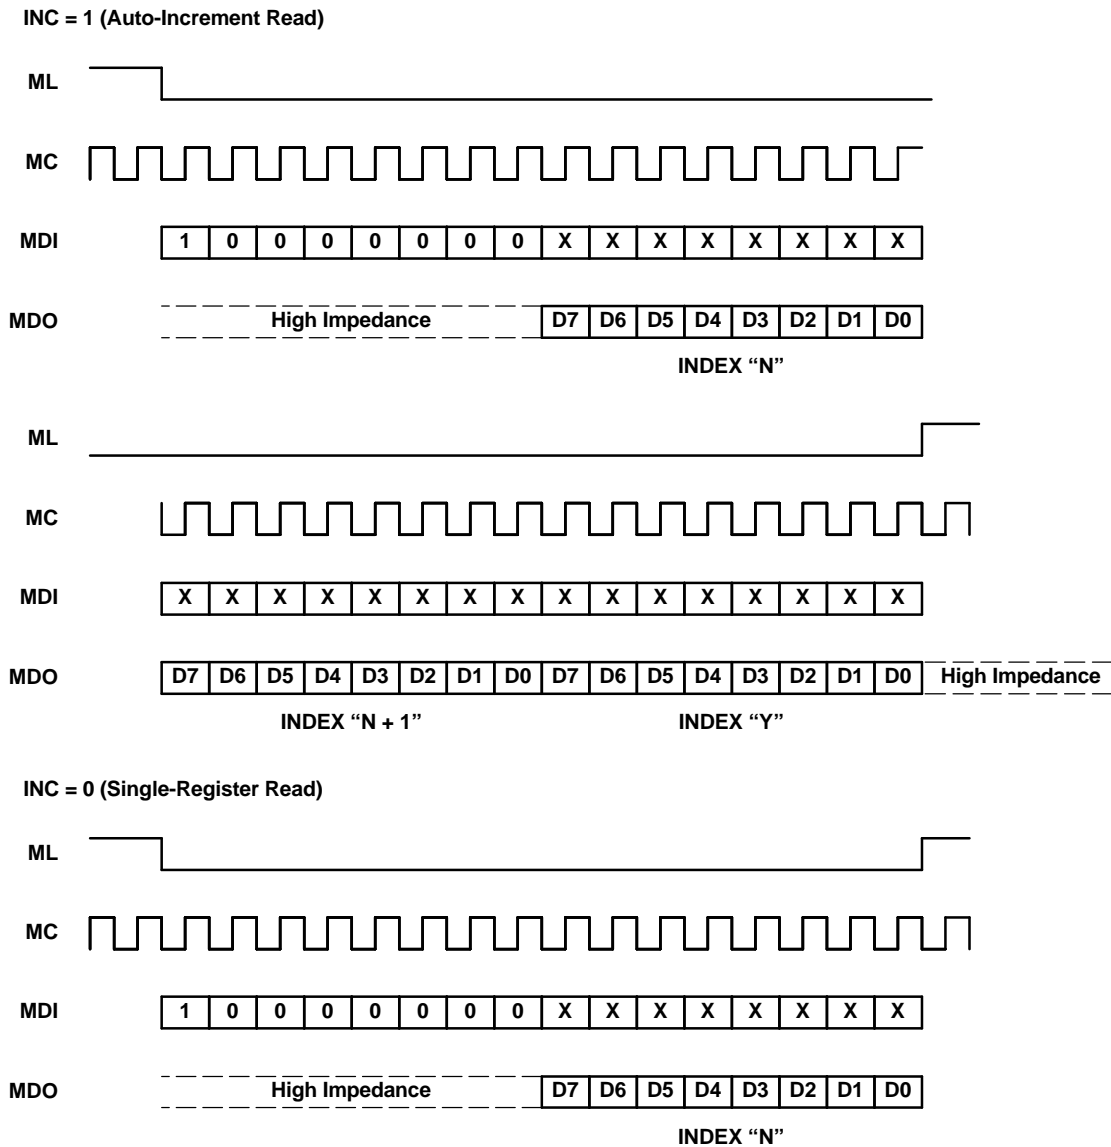 INC = 1 (Auto-Increment Read)
ML
MC
MDI 1 0 0 0 0 0 0 0 X X X X X X X X
MDO High Impedance D7 D6 D5 D4 D3 D2 D1 D0
INDEX “N”
ML
MC
MDI X X X X X X X X X X X X X X X X
MDO D7 D6 D5 D4 D3 D2 D1 D0 D7 D6 D5 D4 D3 D2 D1 D0 High Impedance
INDEX “N + 1” INDEX “Y”
INC = 0 (Single-Register Read)
ML
MC
MDI 1 0 0 0 0 0 0 0 X X X X X X X X
MDO High Impedance D7 D6 D5 D4 D3 D2 D1 D0
INDEX “N”